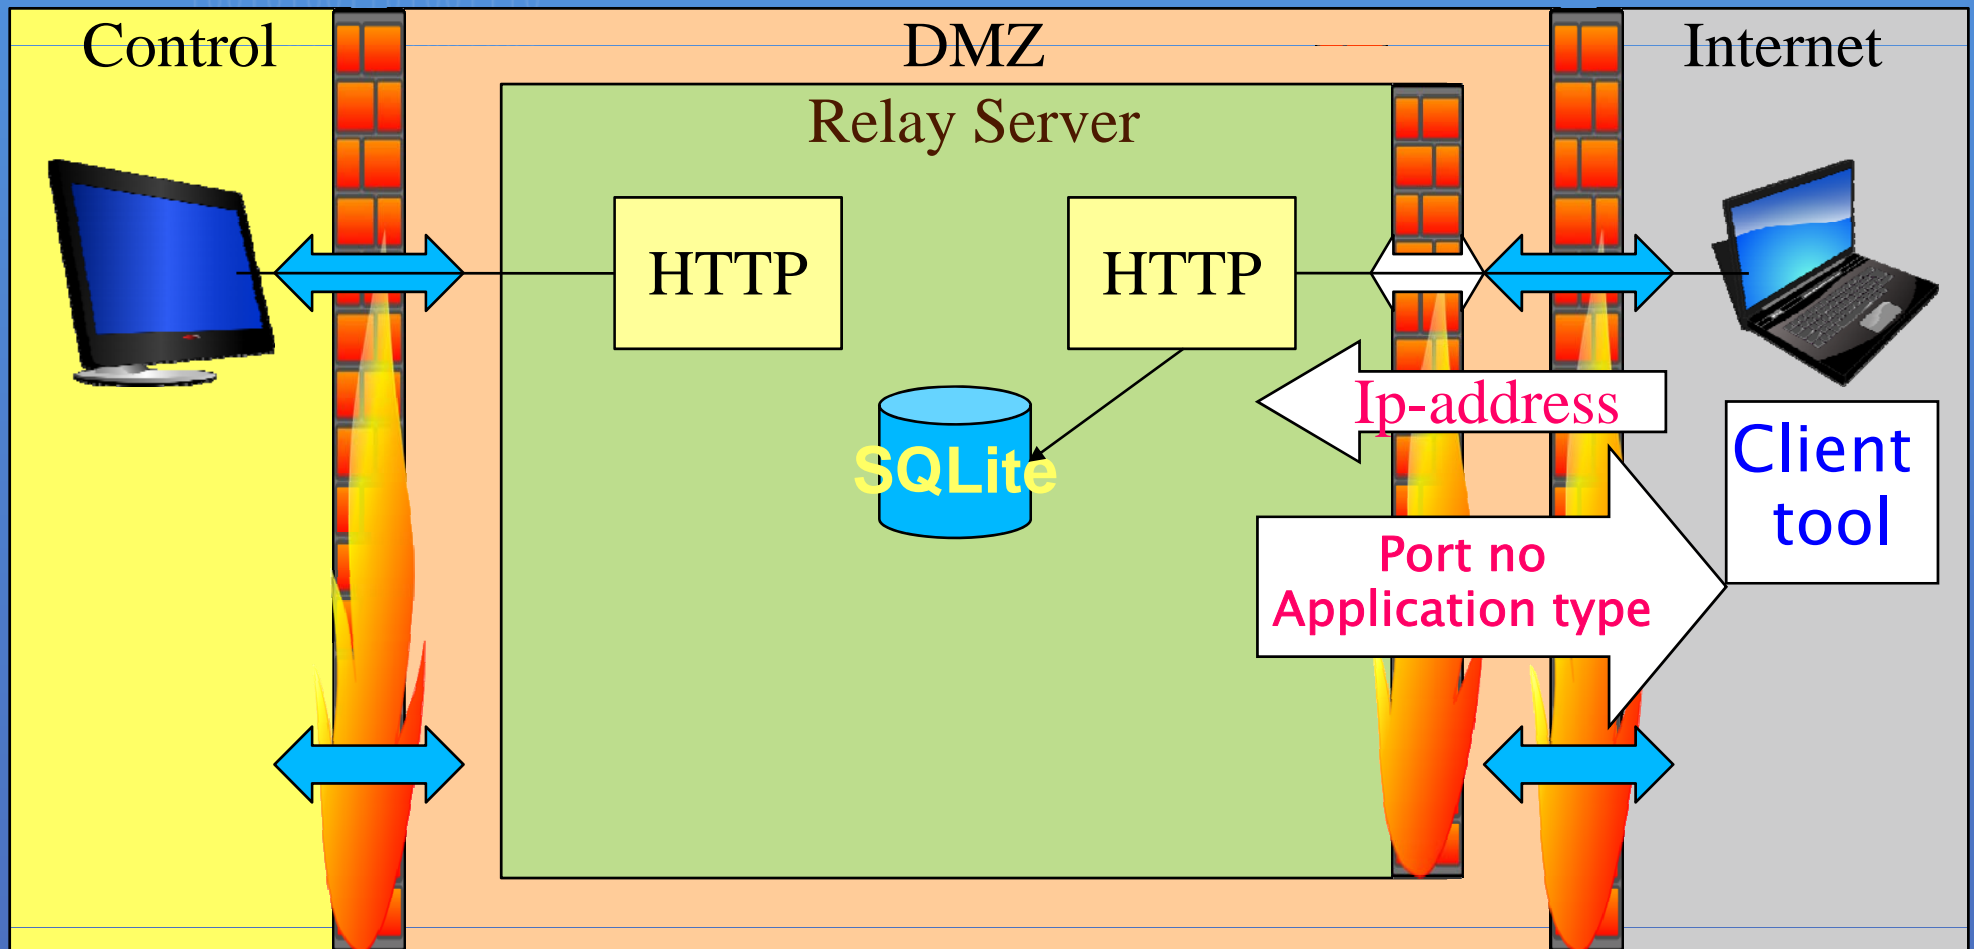 Control
DMZ
Internet
Relay Server
HTTP
HTTP
Ip-address
SQLite
Client
tool
Port no
Application type